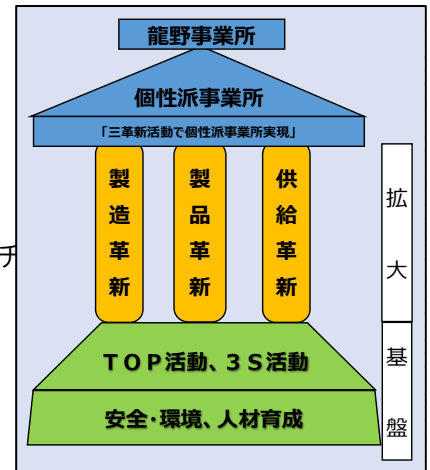 龍野事業所
個性派事業所
「三革新活動で個性派事業所実現」
製造革新
製品革新
供給革新
拡大
チ
TOP活動、3S活動
安全・環境、人材育成
基盤